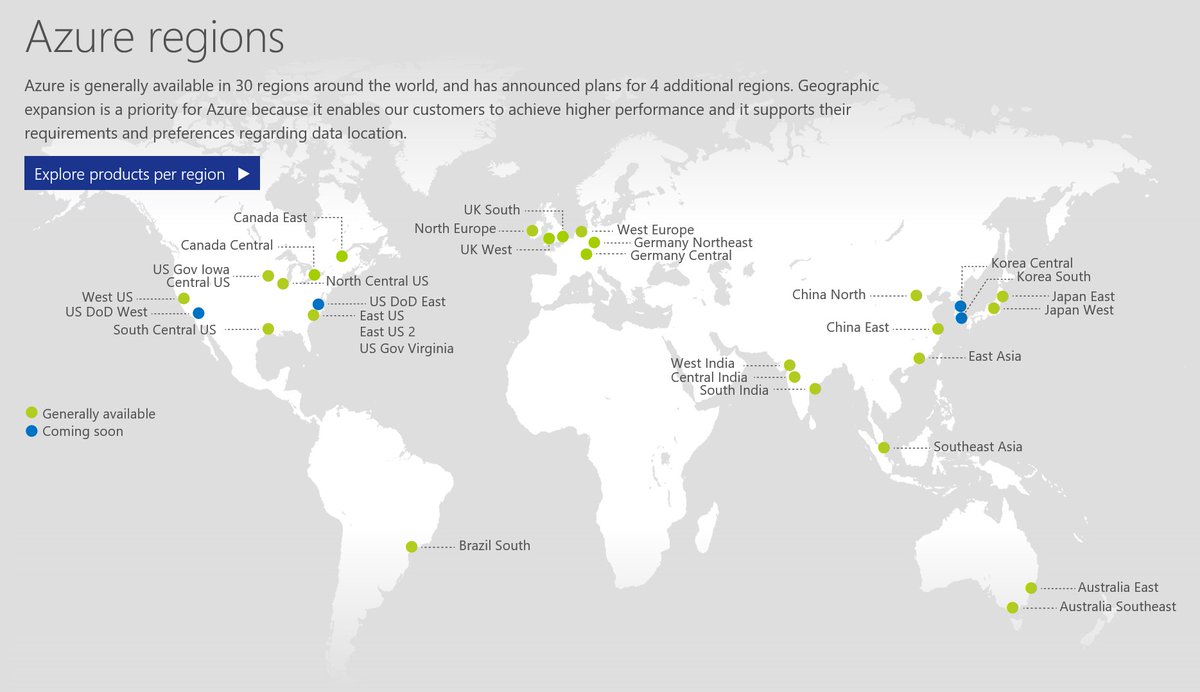 Azure regions
Azure is generally available in 30 regions around the world, and has announced plans for 4 additional regions. Geographic
expansion is a priority for Azure because it enables our customers to achieve higher performance and it supports their
requirements and preferences regarding data location.
Explore products per region
Canada East
Canada Central
US Gov Iowa
Central US
North Central US
West US
US DoD West
US DoD East
East US
East US 2
US Gov Virginia
South Central US
UK South
North Europe
UK West
West Europe
Germany Northeast
Germany Central
Korea Central
Korea South
China North
Japan East
Japan West
China East
East Asia
West India
Central India
South India
Generally available
Coming soon
Southeast Asia
Brazil South
Australia East
Australia Southeast